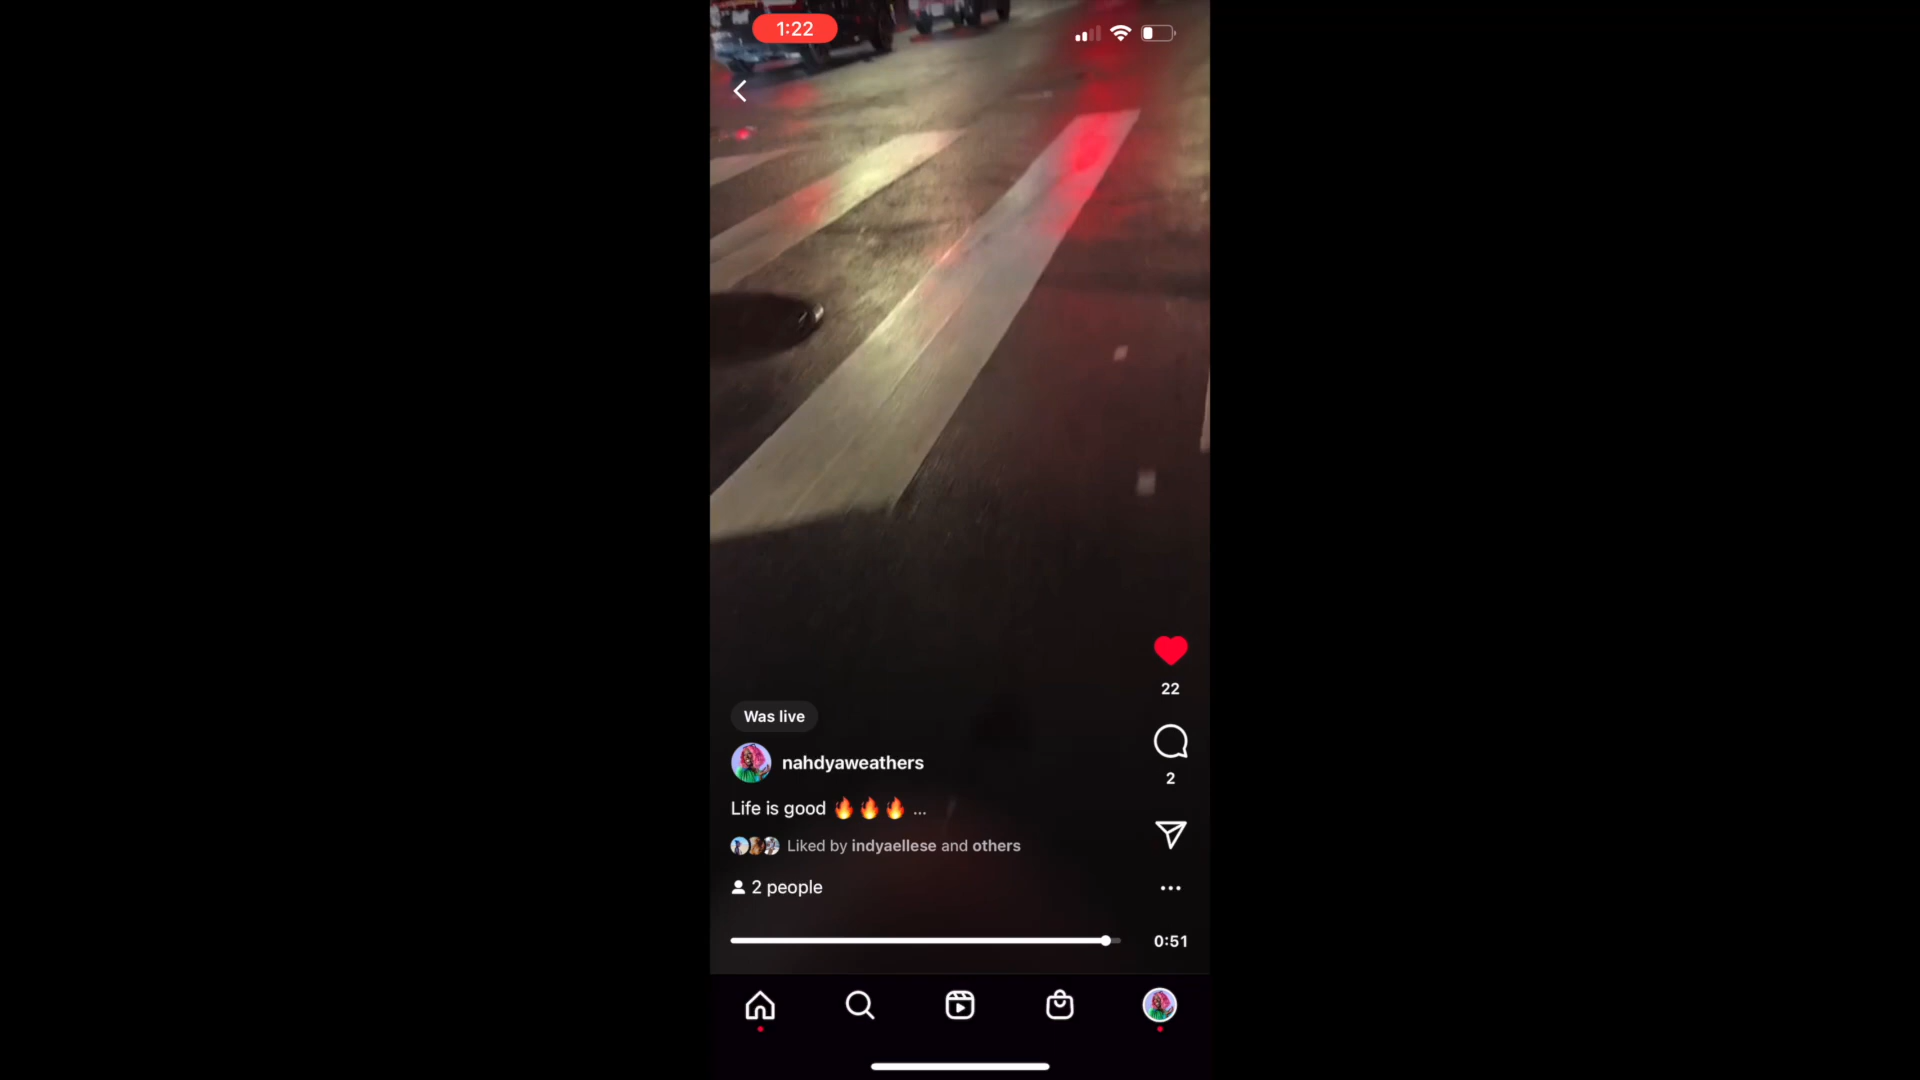 1:22
22
Was live
nahdyaweathers
2
Life is good 🔥🔥🔥 ...
Liked by indyaellese and others
2 people
0:51